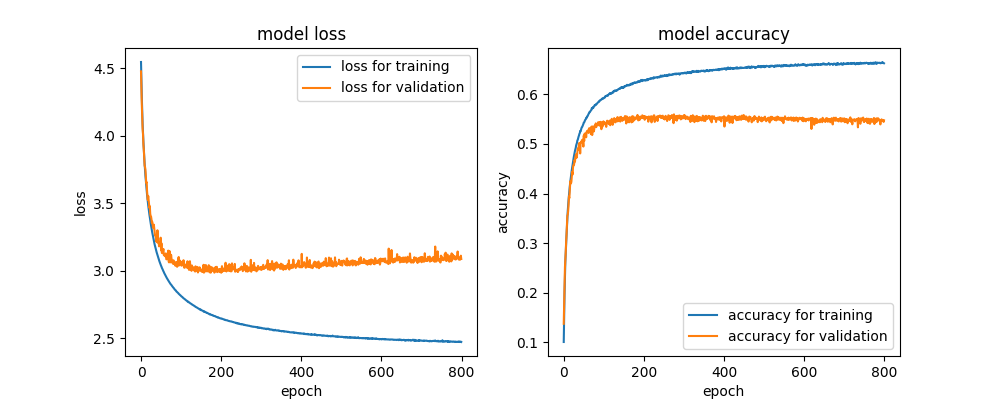 model loss
4.5
4.0
3.5
3.0
2.5
loss
0
200
400
600
800
epoch
loss for training
loss for validation
model accuracy
0.6
0.5
0.4
0.3
0.2
0.1
accuracy
0
200
400
600
800
epoch
accuracy for training
accuracy for validation